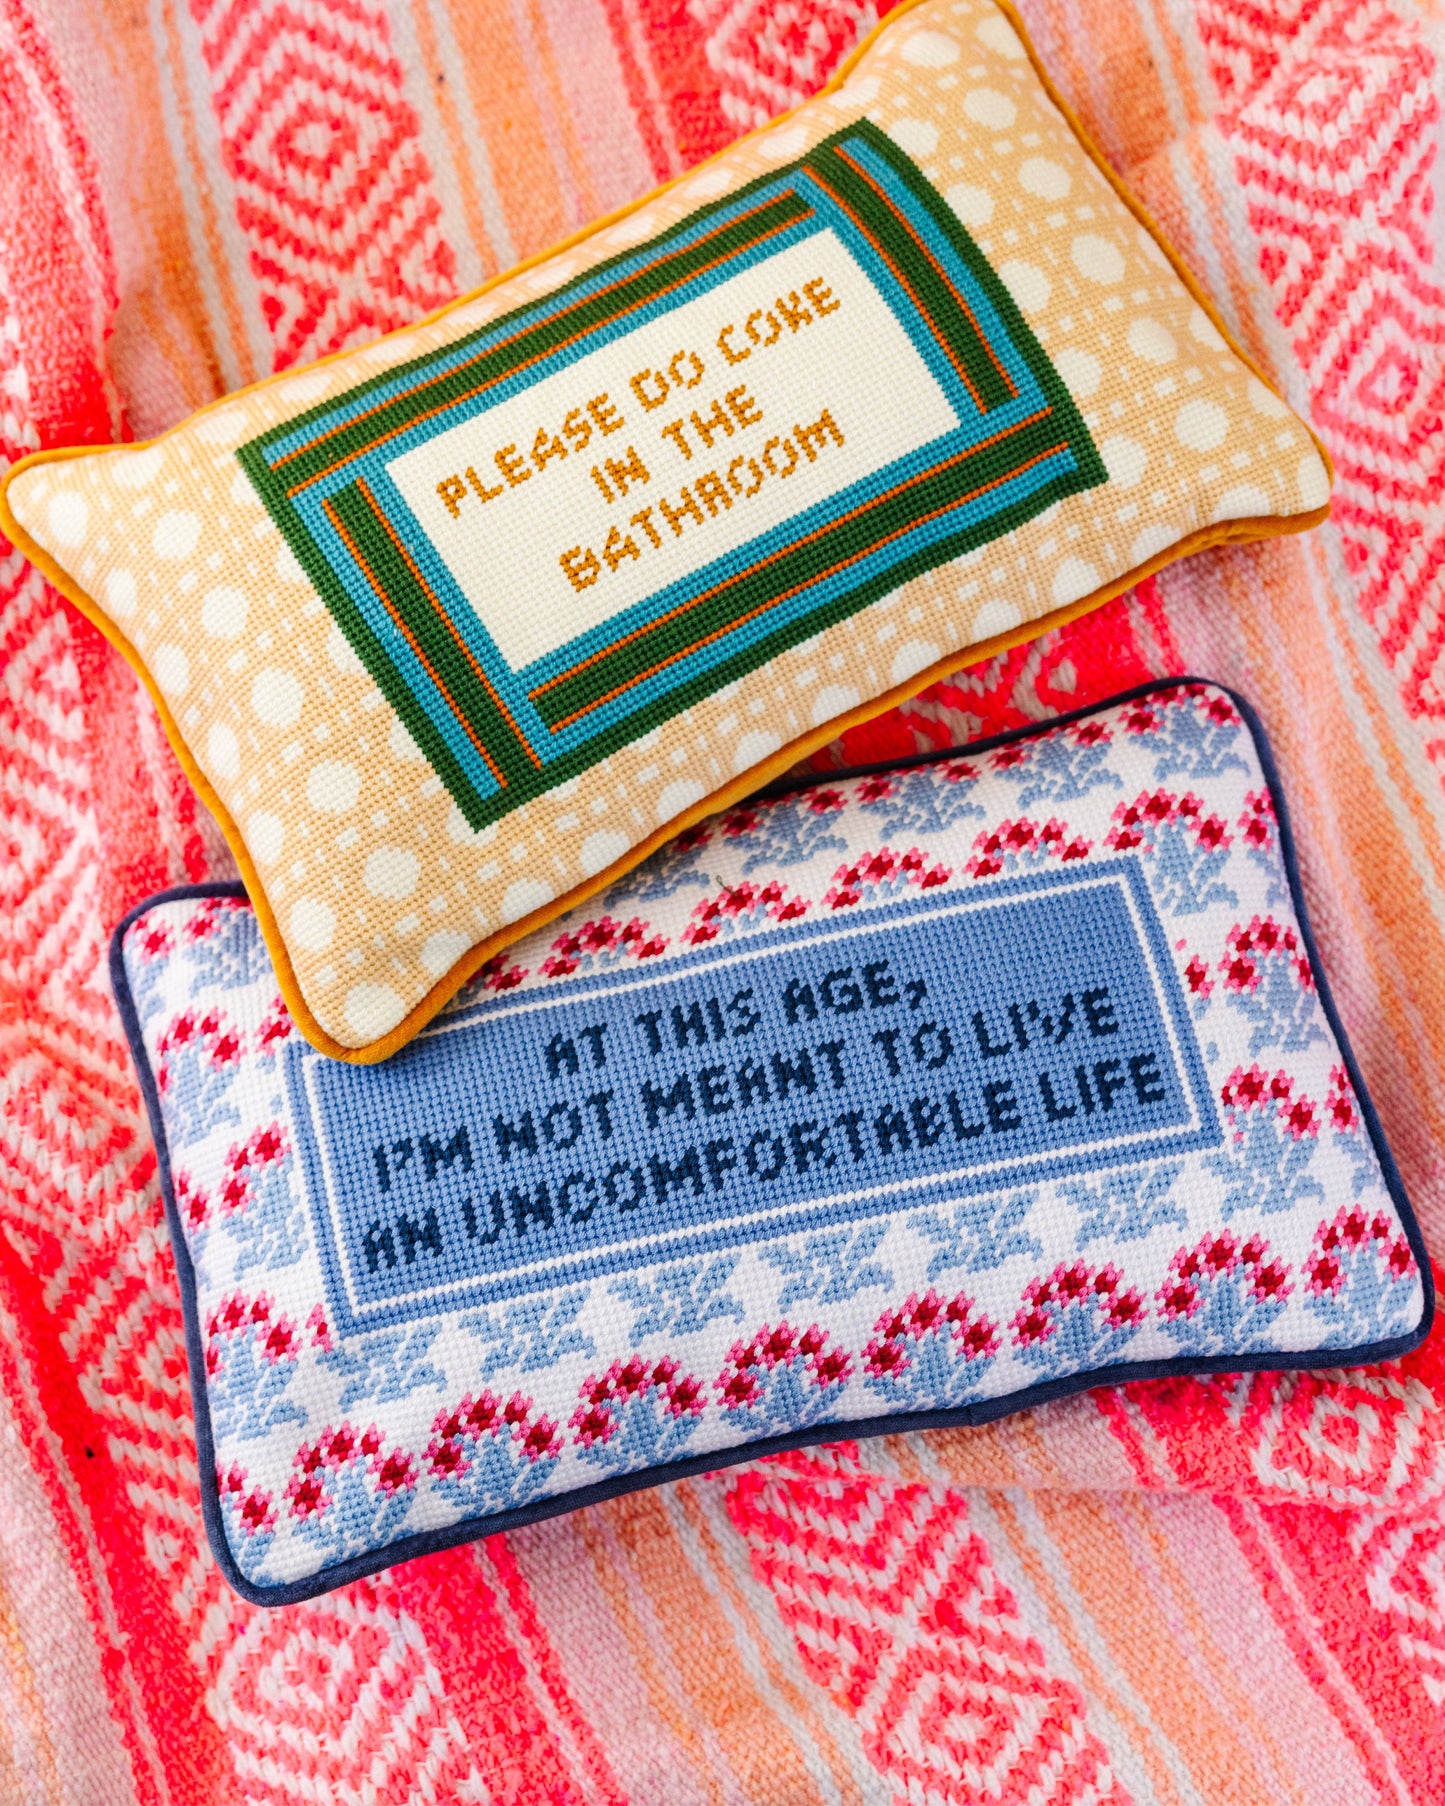 PLEASE DO COKE
IN THE
BATHROOM
AT THIS AGE,
I'M NOT MEANT TO LIVE
AN UNCOMFORTABLE LIFE